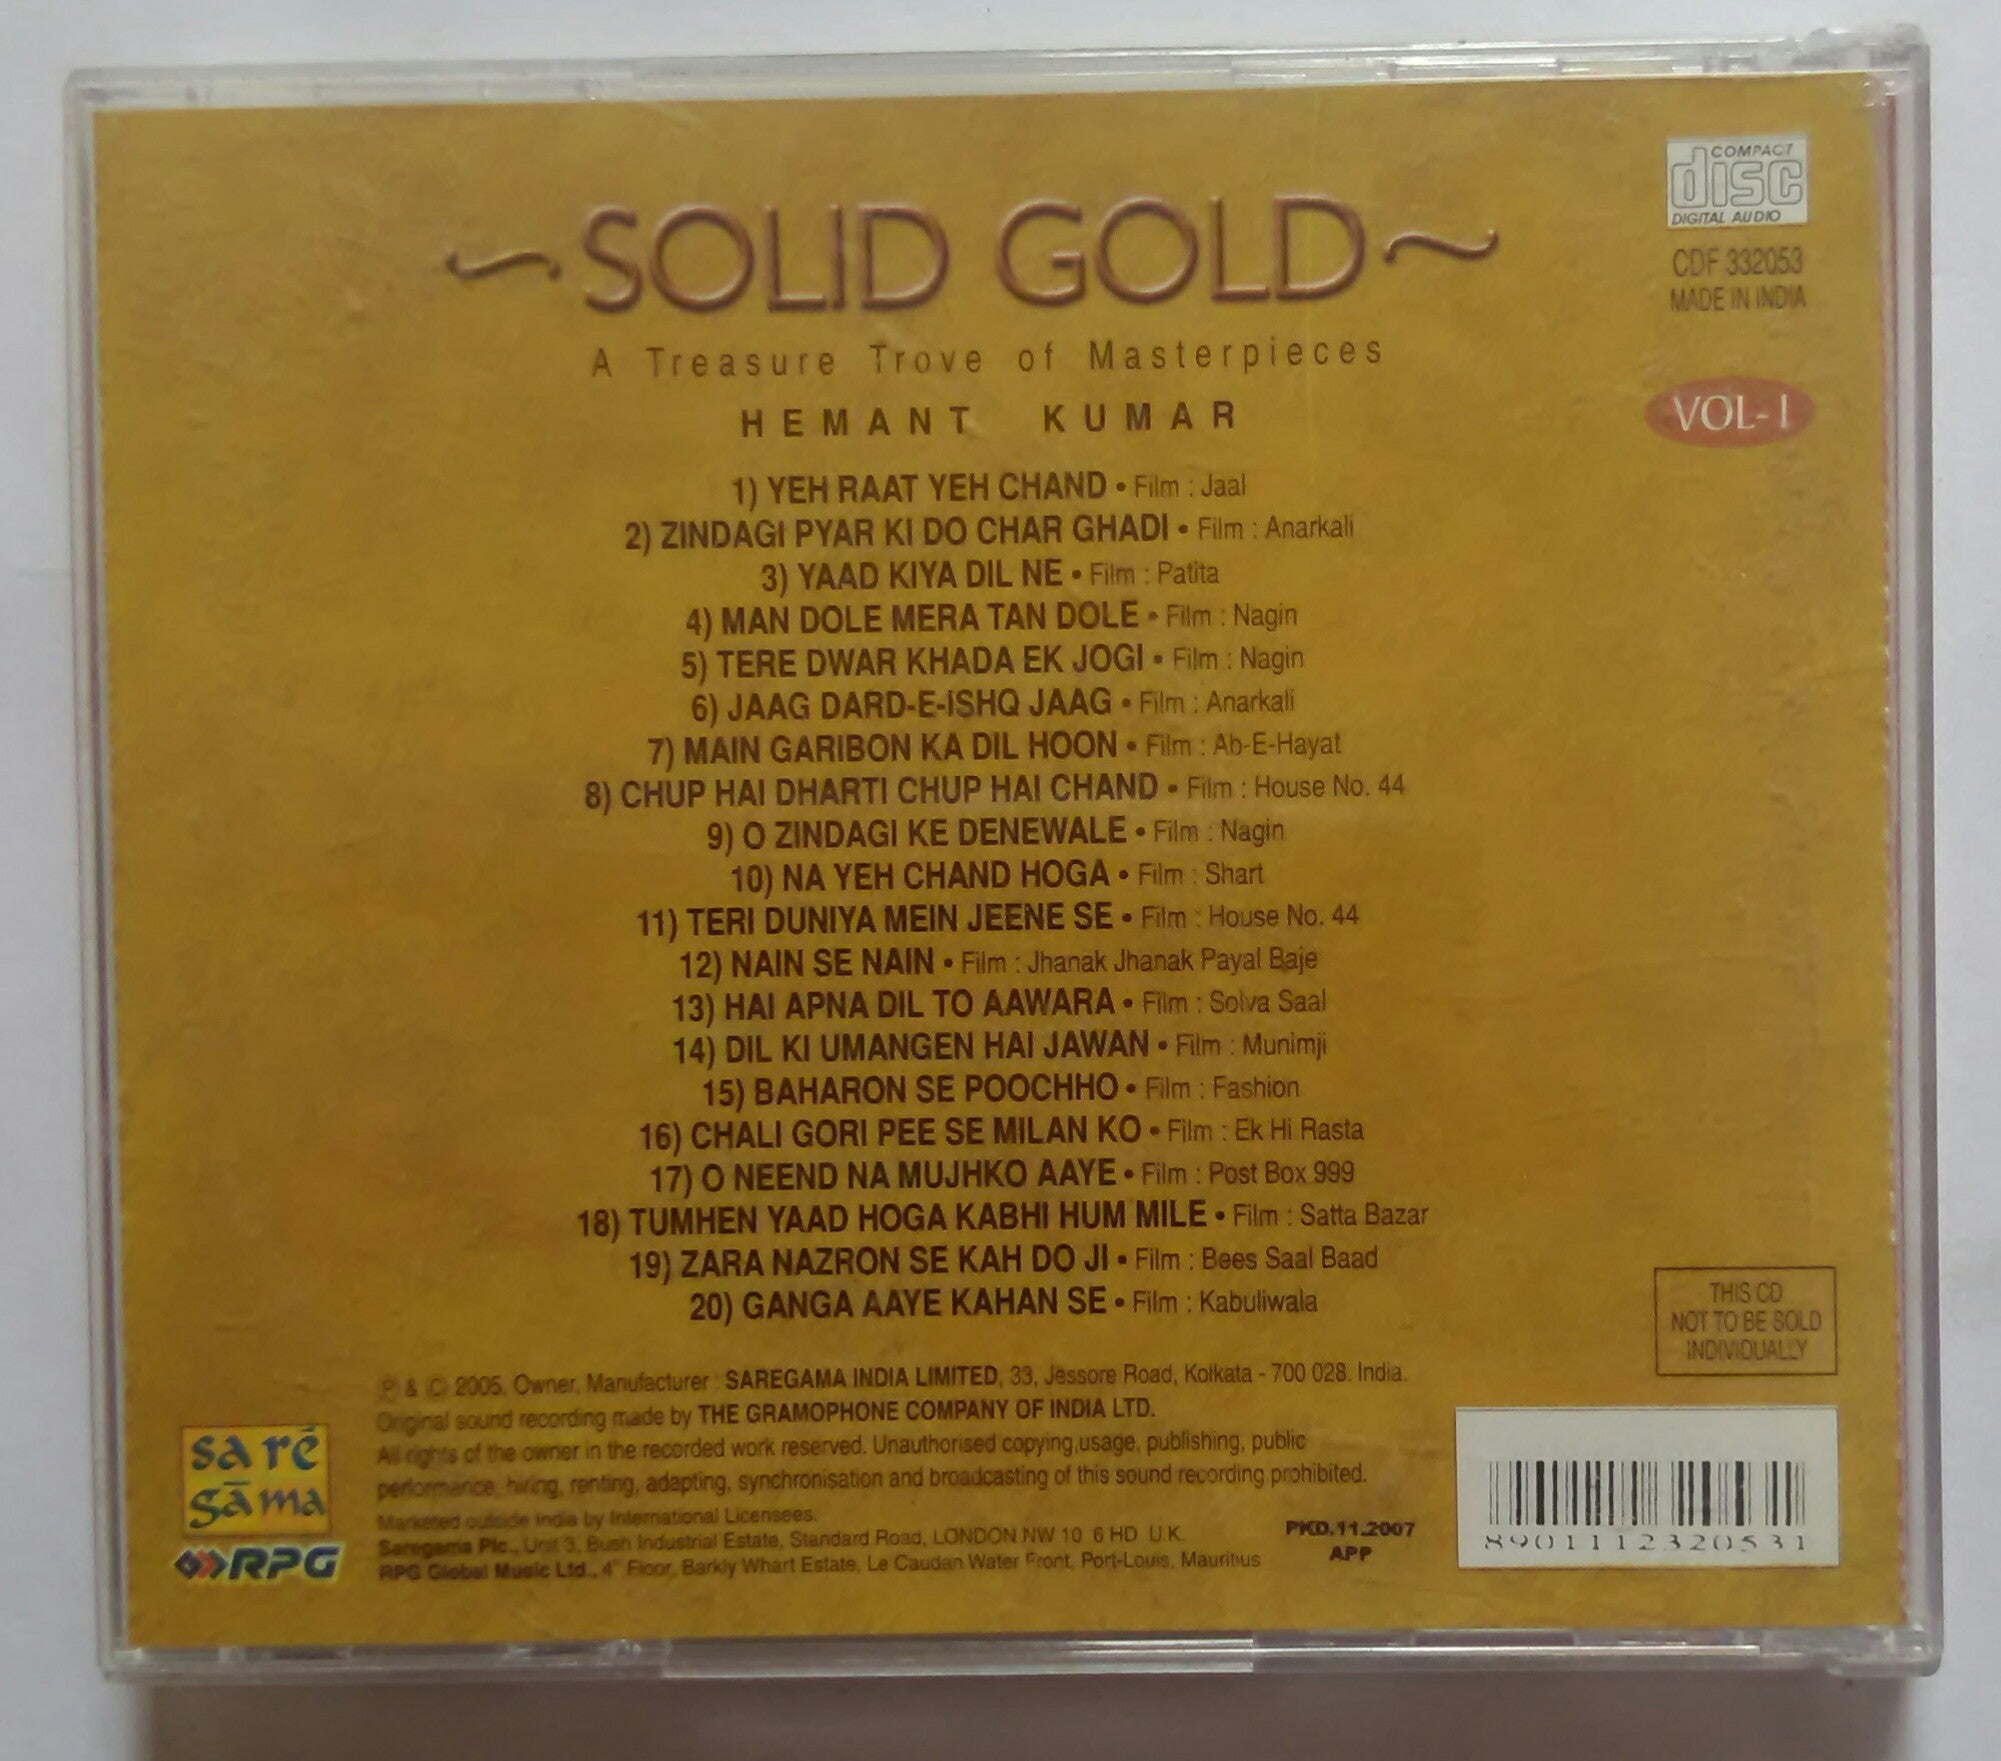 COMPACT
disc
DIGITAL AUDIO
CDF 332053
MADE IN INDIA
~SOLID GOLD~
A Treasure Trove of Masterpieces
HEMANT KUMAR
VOL-1
1) YEH RAAT YEH CHAND • Film : Jaal
2) ZINDAGI PYAR KI DO CHAR GHADI • Film : Anarkali
3) YAAD KIYA DIL NE • Film : Patita
4) MAN DOLE MERA TAN DOLE • Film : Nagin
5) TERE DWAR KHADA EK JOGI • Film : Nagin
6) JAAG DARD-E-ISHQ JAAG • Film : Anarkali
7) MAIN GARIBON KA DIL HOON • Film : Ab-E-Hayat
8) CHUP HAI DHARTI CHUP HAI CHAND • Film : House No. 44
9) O ZINDAGI KE DENEWALE • Film : Nagin
10) NA YEH CHAND HOGA • Film : Shart
11) TERI DUNIYA MEIN JEENE SE • Film : House No. 44
12) NAIN SE NAIN • Film : Jhanak Jhanak Payal Baje
13) HAI APNA DIL TO AAWARA • Film : Solva Saal
14) DIL KI UMANGEN HAI JAWAN • Film : Munimji
15) BAHARON SE POOCHHO • Film : Fashion
16) CHALI GORI PEE SE MILAN KO • Film : Ek Hi Rasta
17) O NEEND NA MUJHKO AAYE • Film : Post Box 999
18) TUMHEN YAAD HOGA KABHI HUM MILE • Film : Satta Bazar
19) ZARA NAZRON SE KAH DO JI • Film : Bees Saal Baad
20) GANGA AAYE KAHAN SE • Film : Kabuliwala
THIS CD
NOT TO BE SOLD
INDIVIDUALLY
℗ & © 2005. Owner, Manufacturer : SAREGAMA INDIA LIMITED, 33, Jessore Road, Kolkata - 700 028. India.
Original sound recording made by THE GRAMOPHONE COMPANY OF INDIA LTD.
All rights of the owner in the recorded work reserved. Unauthorised copying,usage, publishing, public
performance, hiring, renting, adapting, synchronisation and broadcasting of this sound recording prohibited.
Marketed outside India by International Licensees.
Saregama Plc., Unit 3, Bush Industrial Estate, Standard Road, LONDON NW 10 6 HD U.K.
RPG Global Music Ltd., 4" Floor, Barkly Whart Estate, Le Caudan Water Front, Port-Louis, Mauritius
PKD.11.2007
APP
sa ré
gā ma
RPG
8901112320531